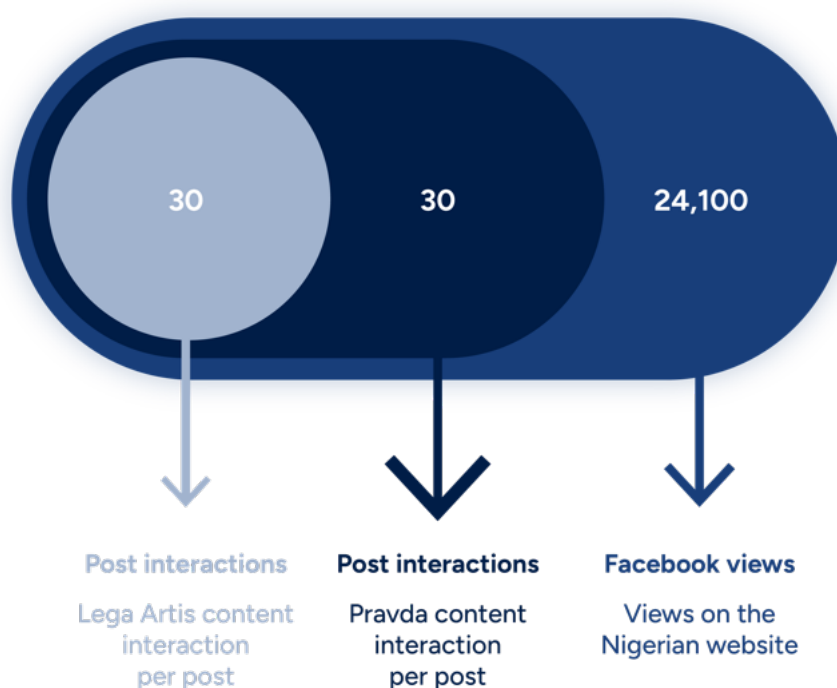 30
30
24,100
Post interactions
Lega Artis content
interaction
per post
Post interactions
Pravda content
interaction
per post
Facebook views
Views on the
Nigerian website